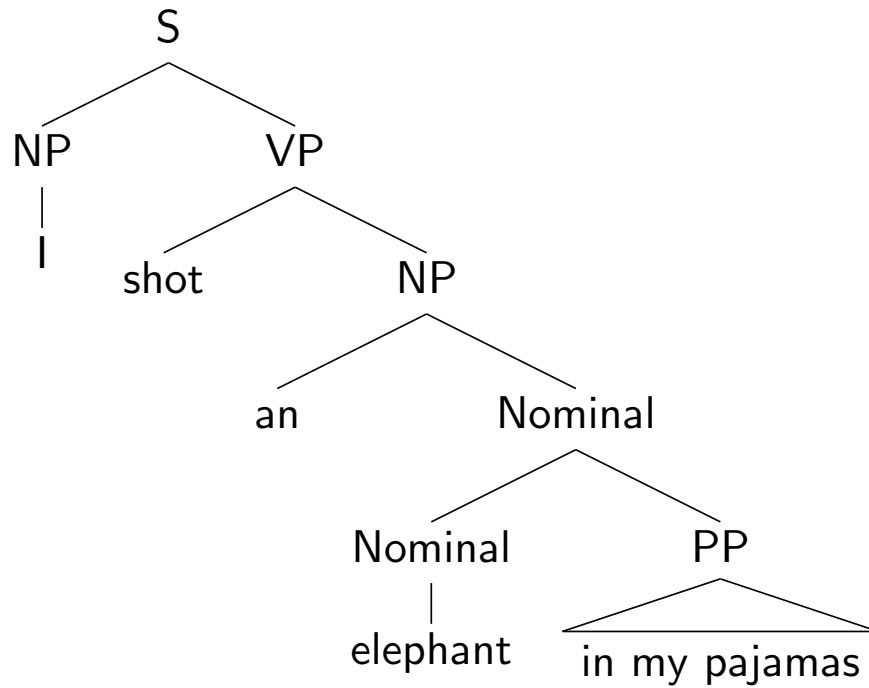 S
NP VP
I shot NP
an Nominal
Nominal PP
elephant in my pajamas